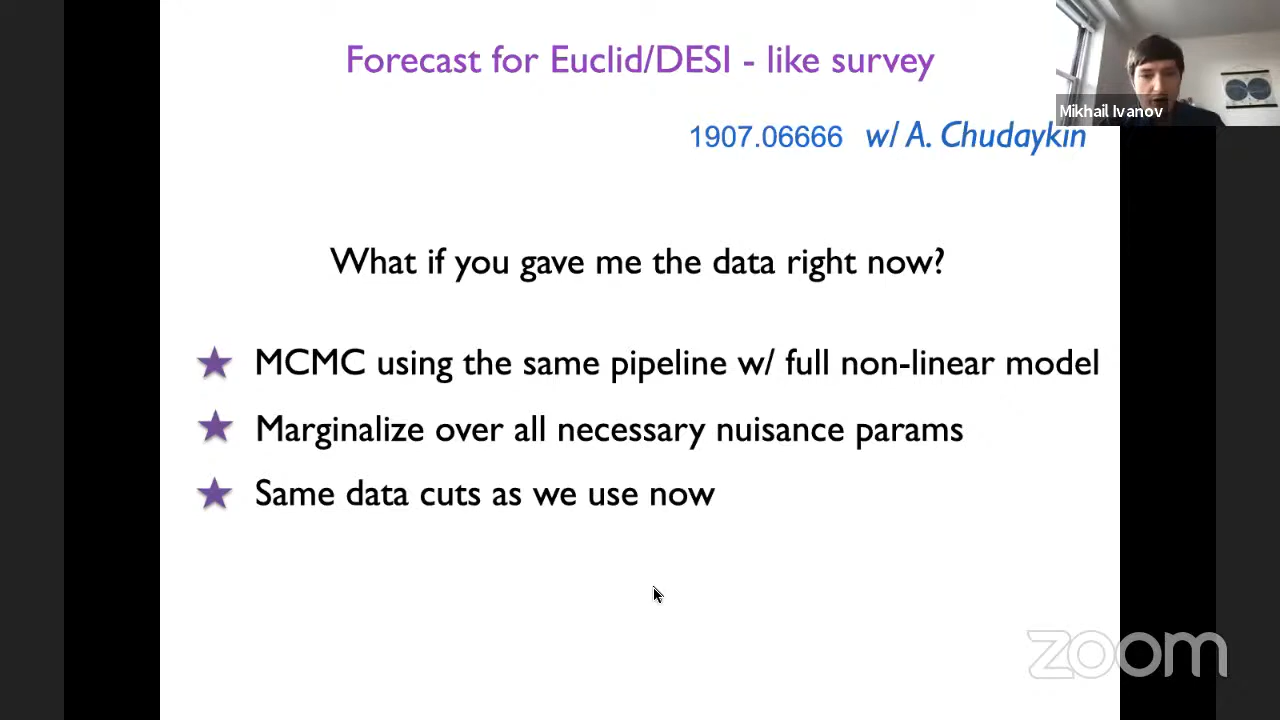 Forecast for Euclid/DESI - like survey
Mikhail Ivanov
1907.06666 w/ A. Chudaykin
What if you gave me the data right now?
MCMC using the same pipeline w/ full non-linear model
Marginalize over all necessary nuisance params
Same data cuts as we use now
zoom